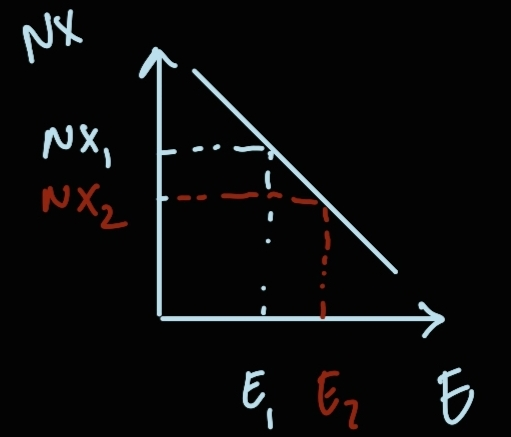 NX
NX₁
NX₂
E₁ E₂ E